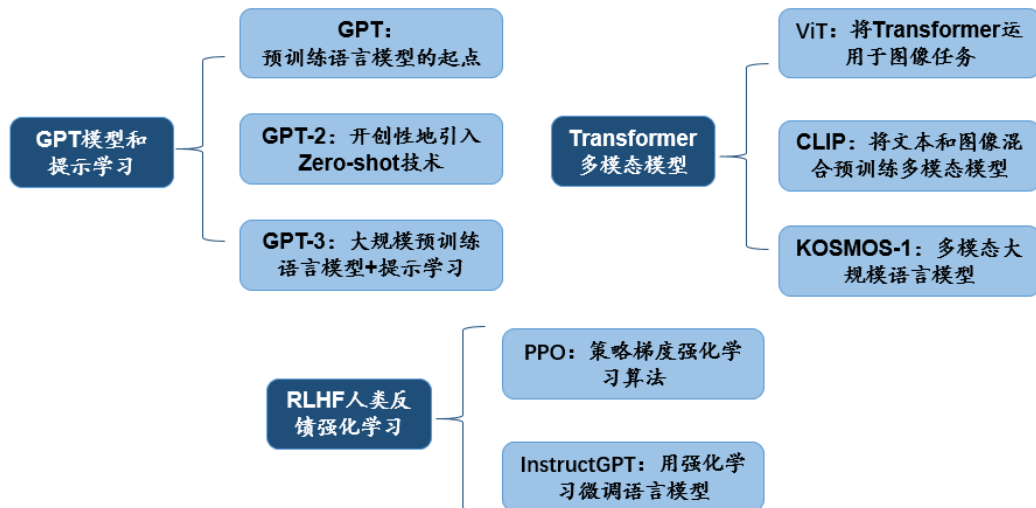 GPT模型和
提示学习
GPT：
预训练语言模型的起点
GPT-2：开创性地引入
Zero-shot技术
GPT-3：大规模预训练
语言模型+提示学习
Transformer
多模态模型
ViT：将Transformer运
用于图像任务
CLIP：将文本和图像混
合预训练多模态模型
KOSMOS-1：多模态大
规模语言模型
RLHF人类反
馈强化学习
PPO：策略梯度强化学
习算法
InstructGPT：用强化学
习微调语言模型